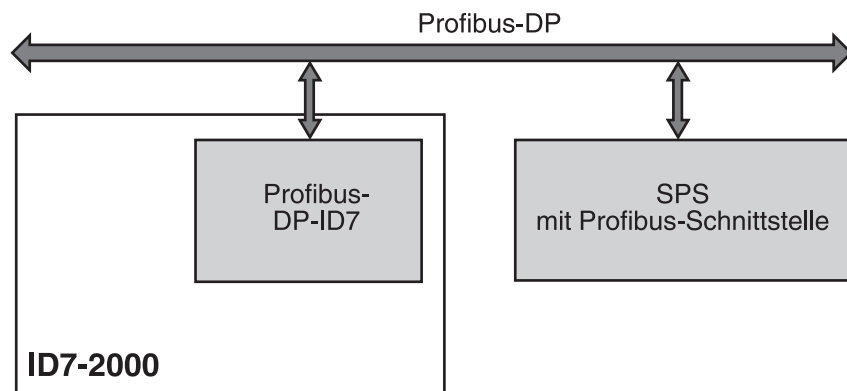 Profibus-DP
Profibus-
DP-ID7
SPS
mit Profibus-Schnittstelle
ID7-2000